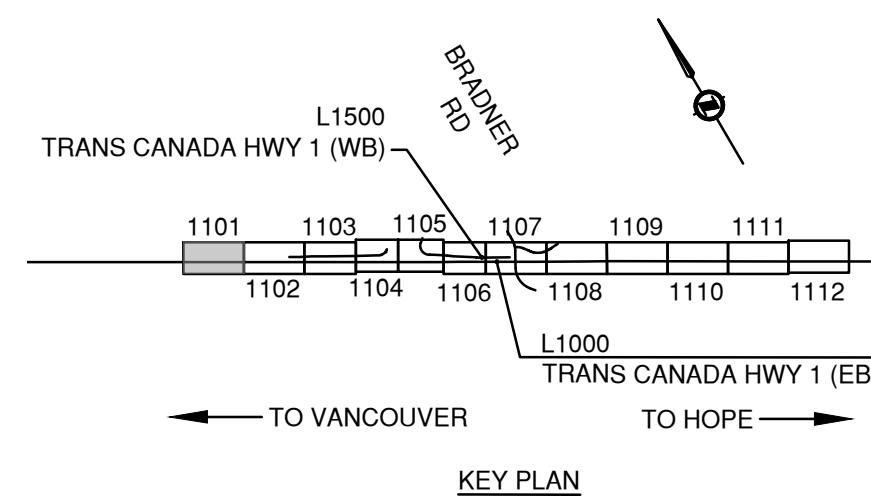 BRADNER
RD
L1500
TRANS CANADA HWY 1 (WB)
1101 1103 1105 1107 1109 1111
1102 1104 1106 1108 1110 1112
L1000
TRANS CANADA HWY 1 (EB
TO VANCOUVER
TO HOPE
KEY PLAN